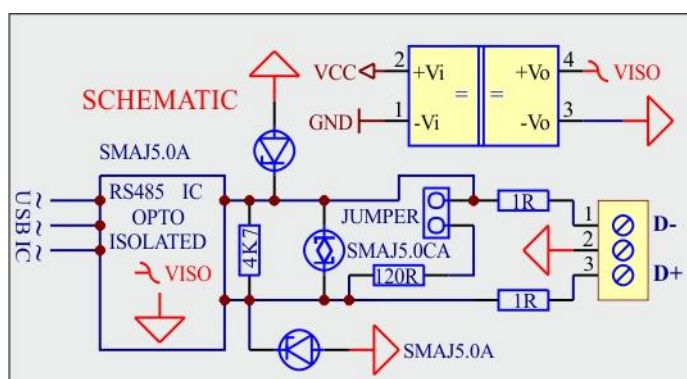 2
4
VCC
+Vi
+Vo
VISO
SCHEMATIC
=
=
1
3
GND
-Vi
-Vo
SMAJ5.0A
RS485 IC
OPTO
ISOLATED
VISO
USB IC
~
~
~
4K7
JUMPER
SMAJ5.0CA
120R
1R
1R
1
D-
2
3
D+
SMAJ5.0A